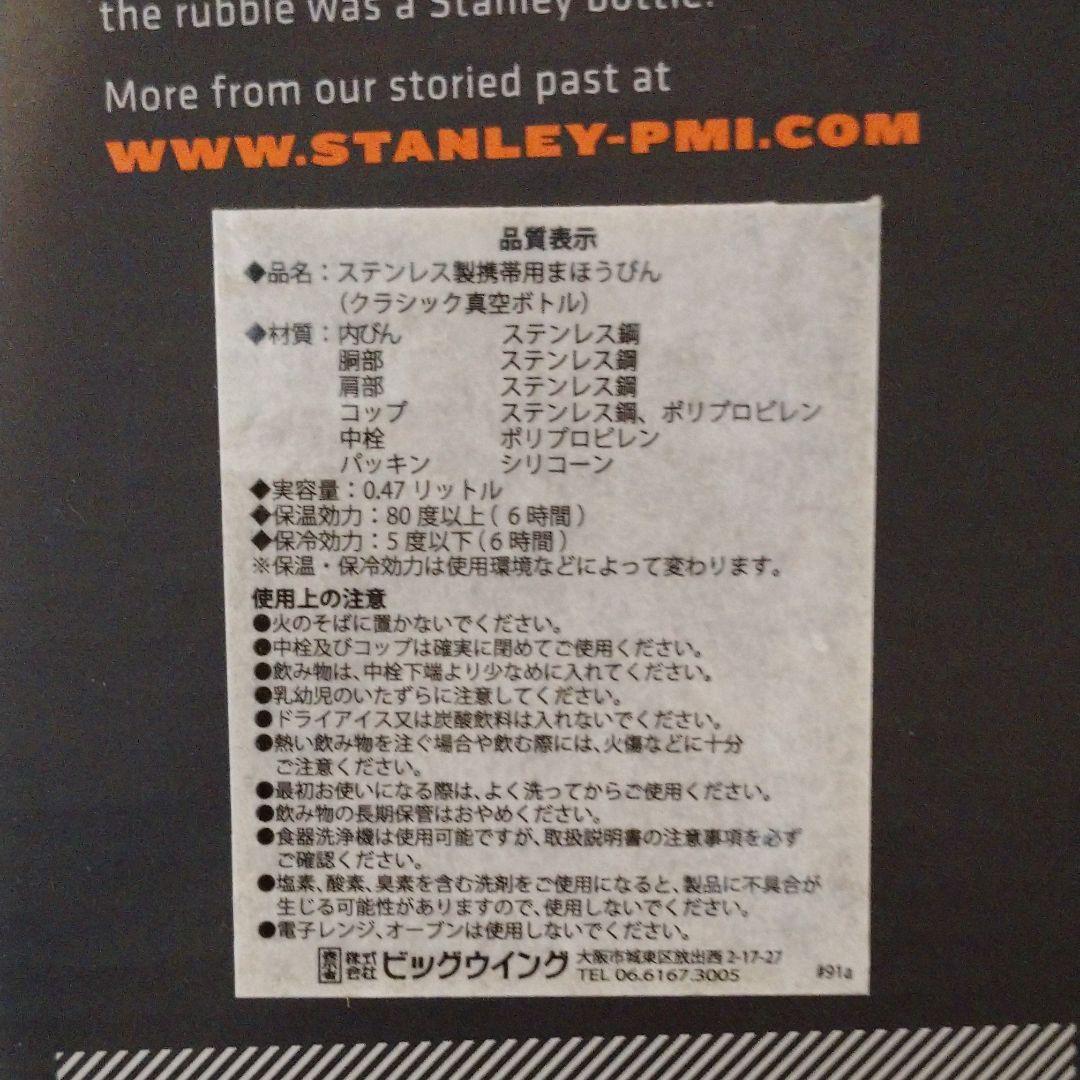 the rubble was a Stanley bottle.
More from our storied past at
WWW.STANLEY-PMI.COM
品質表示
◆品名：ステンレス製携帯用まほうびん
（クラシック真空ボトル）
◆材質：内びん ステンレス鋼
胴部 ステンレス鋼
肩部 ステンレス鋼
コップ ステンレス鋼、ポリプロピレン
中栓 ポリプロピレン
パッキン シリコーン
◆実容量：0.47 リットル
◆保温効力：80 度以上（ 6 時間 ）
◆保冷効力：5 度以下（ 6 時間 ）
※保温・保冷効力は使用環境などによって変わります。
使用上の注意
●火のそばに置かないでください。
●中栓及びコップは確実に閉めてご使用ください。
●飲み物は、中栓下端より少なめに入れてください。
●乳幼児のいたずらに注意してください。
●ドライアイス又は炭酸飲料は入れないでください。
●熱い飲み物を注ぐ場合や飲む際には、火傷などに十分
ご注意ください。
●最初お使いになる際は、よく洗ってからご使用ください。
●飲み物の長期保管はおやめください。
●食器洗浄機は使用可能ですが、取扱説明書の注意事項を必ず
ご確認ください。
●塩素、酸素、臭素を含む洗剤をご使用になると、製品に不具合が
生じる可能性がありますので、使用しないでください。
●電子レンジ、オーブンは使用しないでください。
表示者 株式会社 ビッグウイング 大阪市城東区放出西 2-17-27
TEL 06.6167.3005 #91a